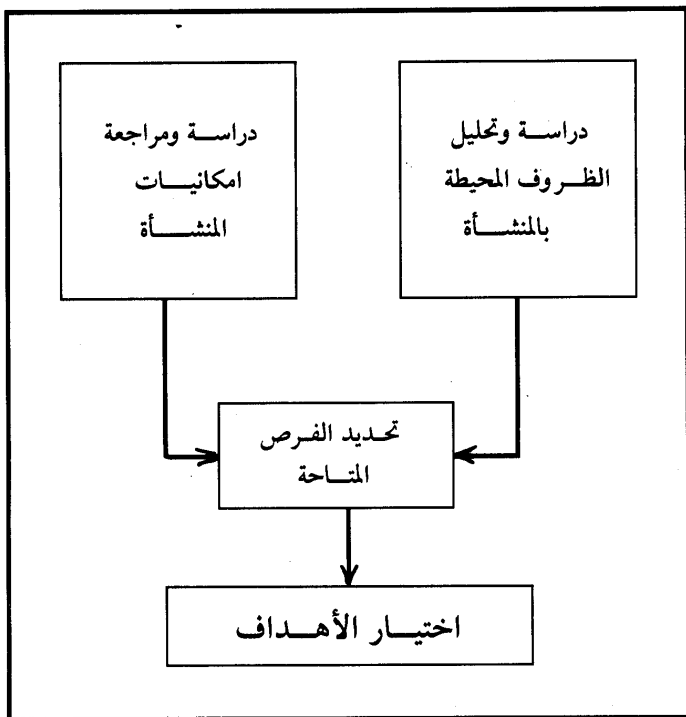 دراسة وتحليل
الظروف المحيطة
بالمنشأة
دراسة ومراجعة
امكانيات
المنشأة
تحديد الفرص
المتاحة
اختيار الأهداف